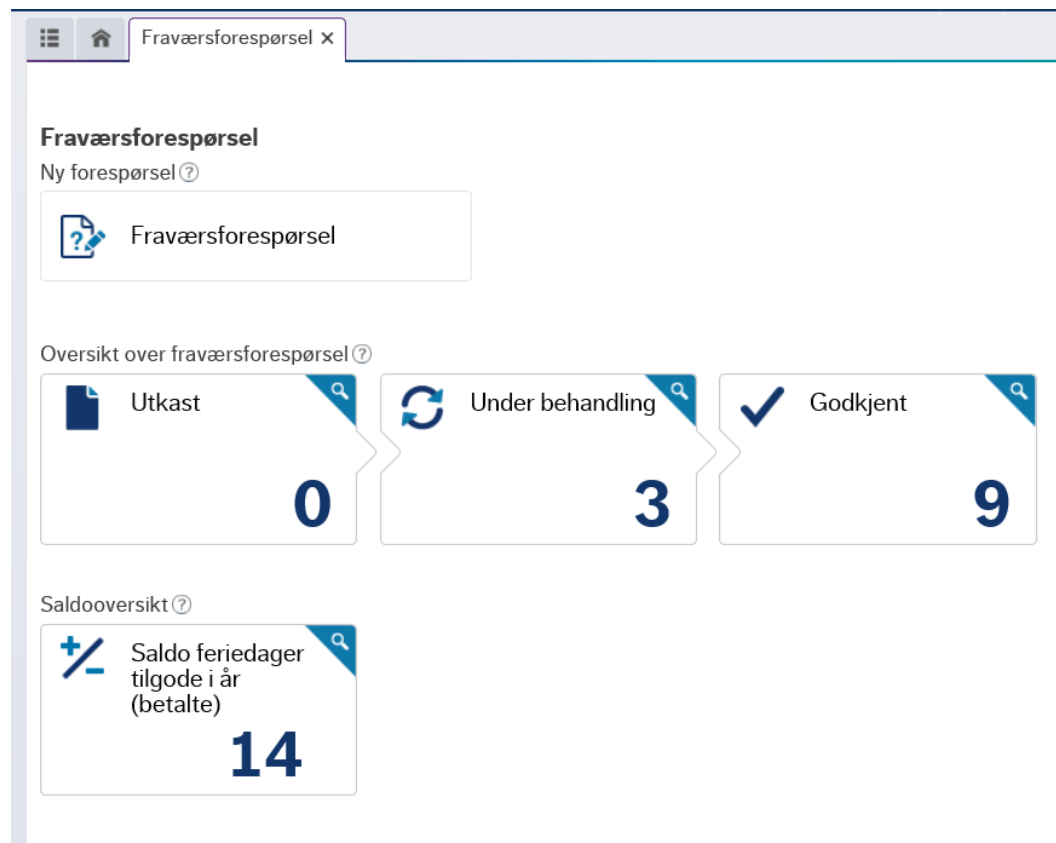 Fraværsforespørsel ×
Fraværsforespørsel
Ny forespørsel ?
Fraværsforespørsel
Oversikt over fraværsforespørsel ?
Utkast
0
Under behandling
3
Godkjent
9
Saldooversikt ?
Saldo feriedager
tilgode i år
(betalte)
14